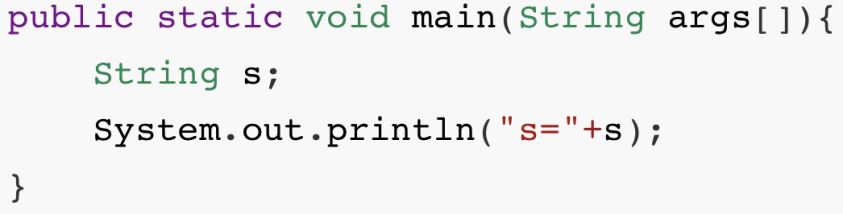 public static void main(String args[]){
    String s;
    System.out.println("s="+s);
}